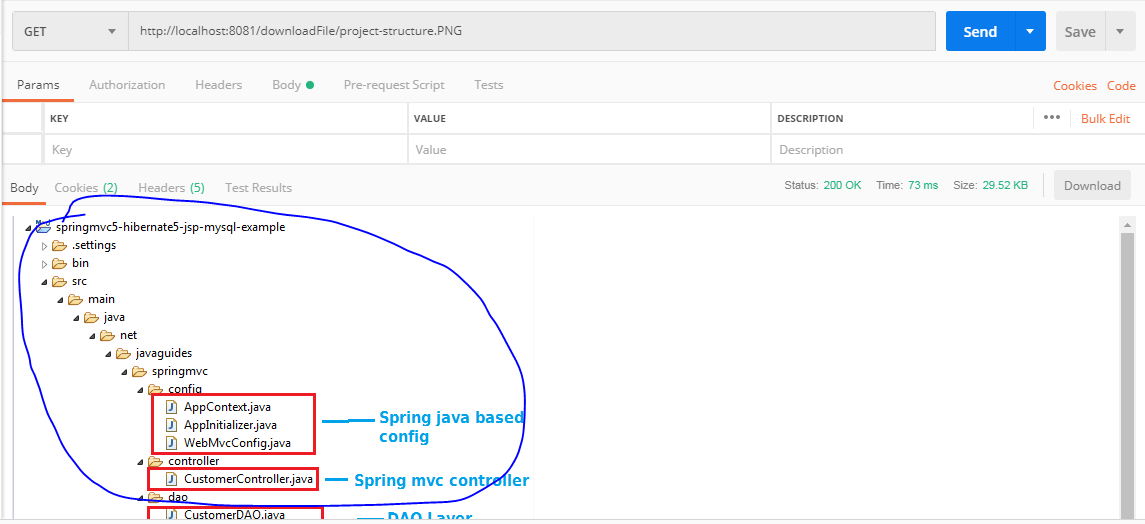 GET http://localhost:8081/downloadFile/project-structure.PNG Send Save
Params Authorization Headers Body Pre-request Script Tests Cookies Code
KEY VALUE DESCRIPTION ••• Bulk Edit
Key Value Description
Body Cookies (2) Headers (5) Test Results Status: 200 OK Time: 73 ms Size: 29.52 KB Download
springmvc5-hibernate5-jsp-mysql-example
.settings
bin
src
main
java
net
javaguides
springmvc
config
AppContext.java
AppInitializer.java
WebMvcConfig.java
Spring java based
config
controller
CustomerController.java Spring mvc controller
dao
CustomerDAO.java DAO Layer